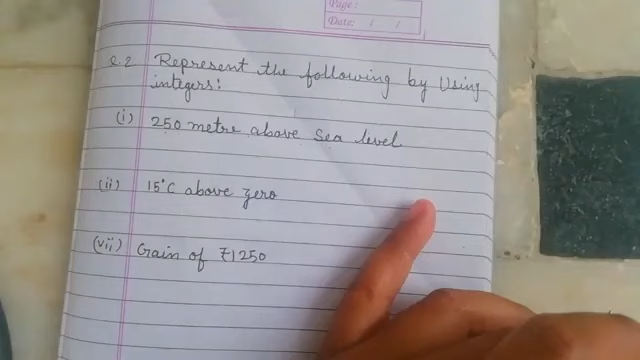 Page:
Date: / /
Q.2 Represent the following by Using
integers:
(i) 250 metre above Sea level
(ii) 15°C above zero
(vii) Gain of ₹1250